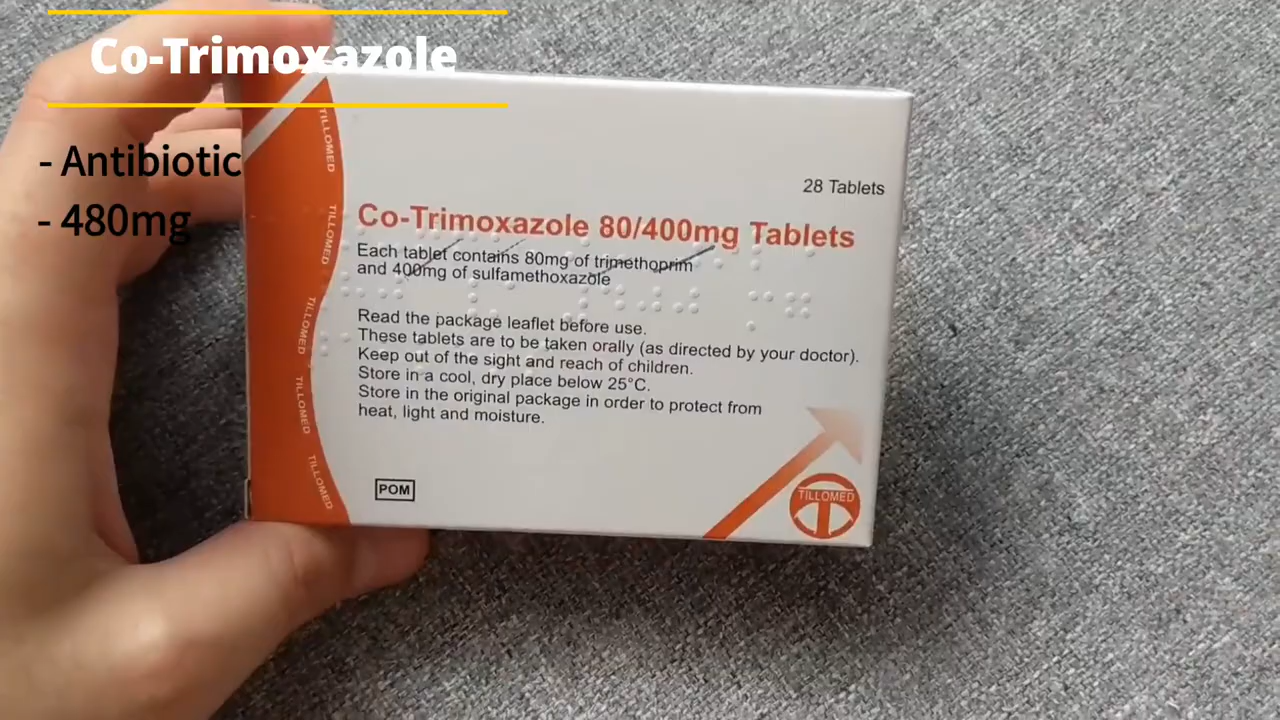 Co-Trimoxazole
- Antibiotic
- 480mg
28 Tablets
Co-Trimoxazole 80/400mg Tablets
Each tablet contains 80mg of trimethoprim
and 400mg of sulfamethoxazole
Read the package leaflet before use.
These tablets are to be taken orally (as directed by your doctor).
Keep out of the sight and reach of children.
Store in a cool, dry place below 25°C.
Store in the original package in order to protect from
heat, light and moisture.
POM
TILLOMED
TILLOMED
TILLOMED
TILLOMED
TILLOMED
TILLOMED